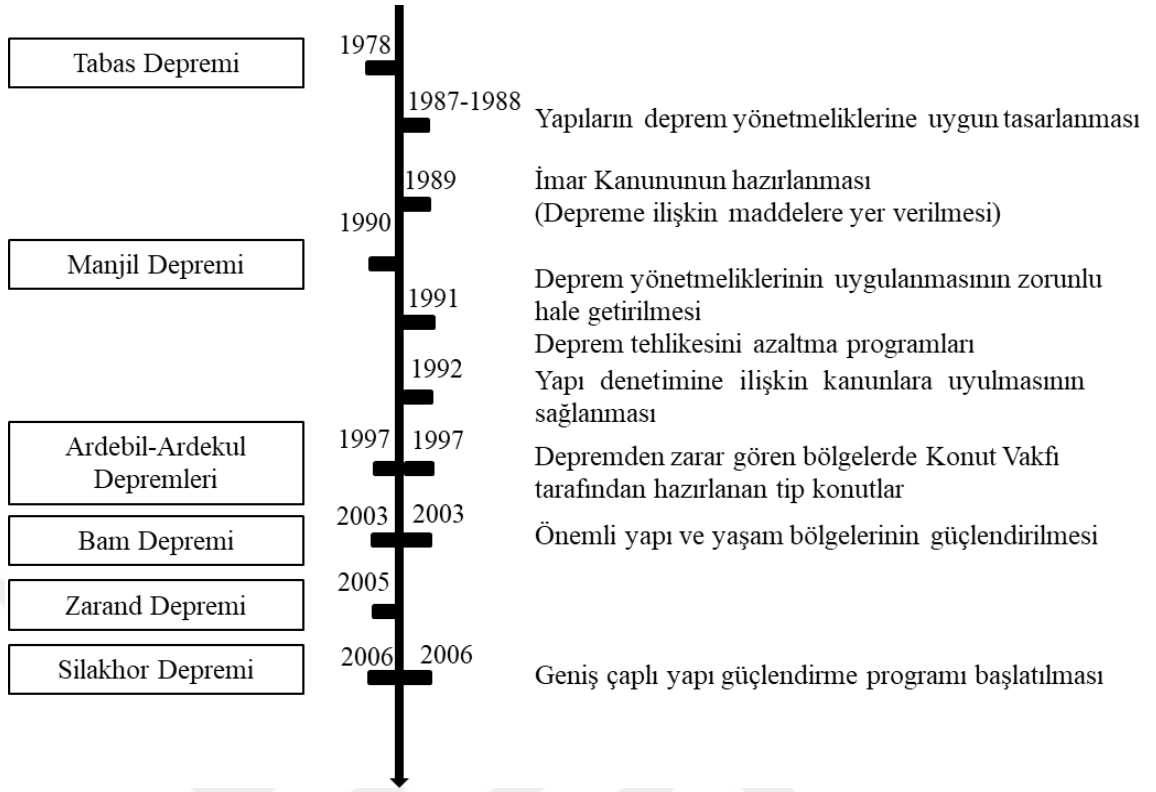 1978
Tabas Depremi
1987-1988
Yapıların deprem yönetmeliklerine uygun tasarlanması
1989
İmar Kanununun hazırlanması
(Depreme ilişkin maddelere yer verilmesi)
1990
Manjil Depremi
1991
Deprem yönetmeliklerinin uygulanmasının zorunlu
hale getirilmesi
Deprem tehlikesini azaltma programları
1992
Yapı denetimine ilişkin kanunlara uyulmasının
sağlanması
1997 1997
Ardebil-Ardekul
Depremleri
Depremden zarar gören bölgelerde Konut Vakfı
tarafından hazırlanan tip konutlar
2003 2003
Bam Depremi
Önemli yapı ve yaşam bölgelerinin güçlendirilmesi
2005
Zarand Depremi
2006 2006
Silakhor Depremi
Geniş çaplı yapı güçlendirme programı başlatılması